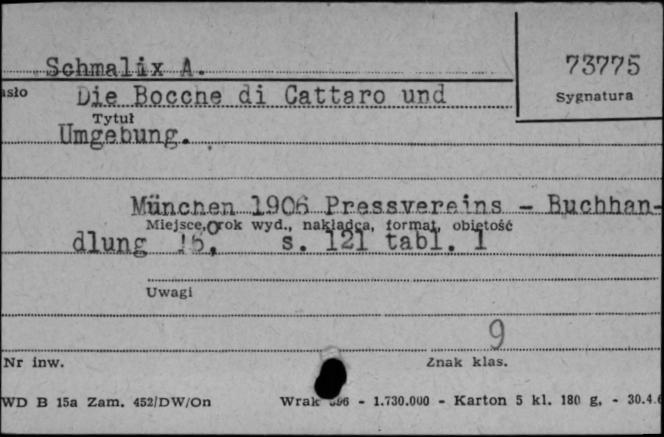 Schmalix A.
73775
asło
Die Bocche di Cattaro und
Sygnatura
Tytuł
Umgebung.
München 1906 Pressvereins - Buchhan-
Miejsce, rok wyd., nakładca, format, objętość
dlung s. 121 tabl. 1
Uwagi
9
Nr inw.
Znak klas.
WD B 15a Zam. 452/DW/On
Wrak - 1.730.000 - Karton 5 kl. 180 g. - 30.4.